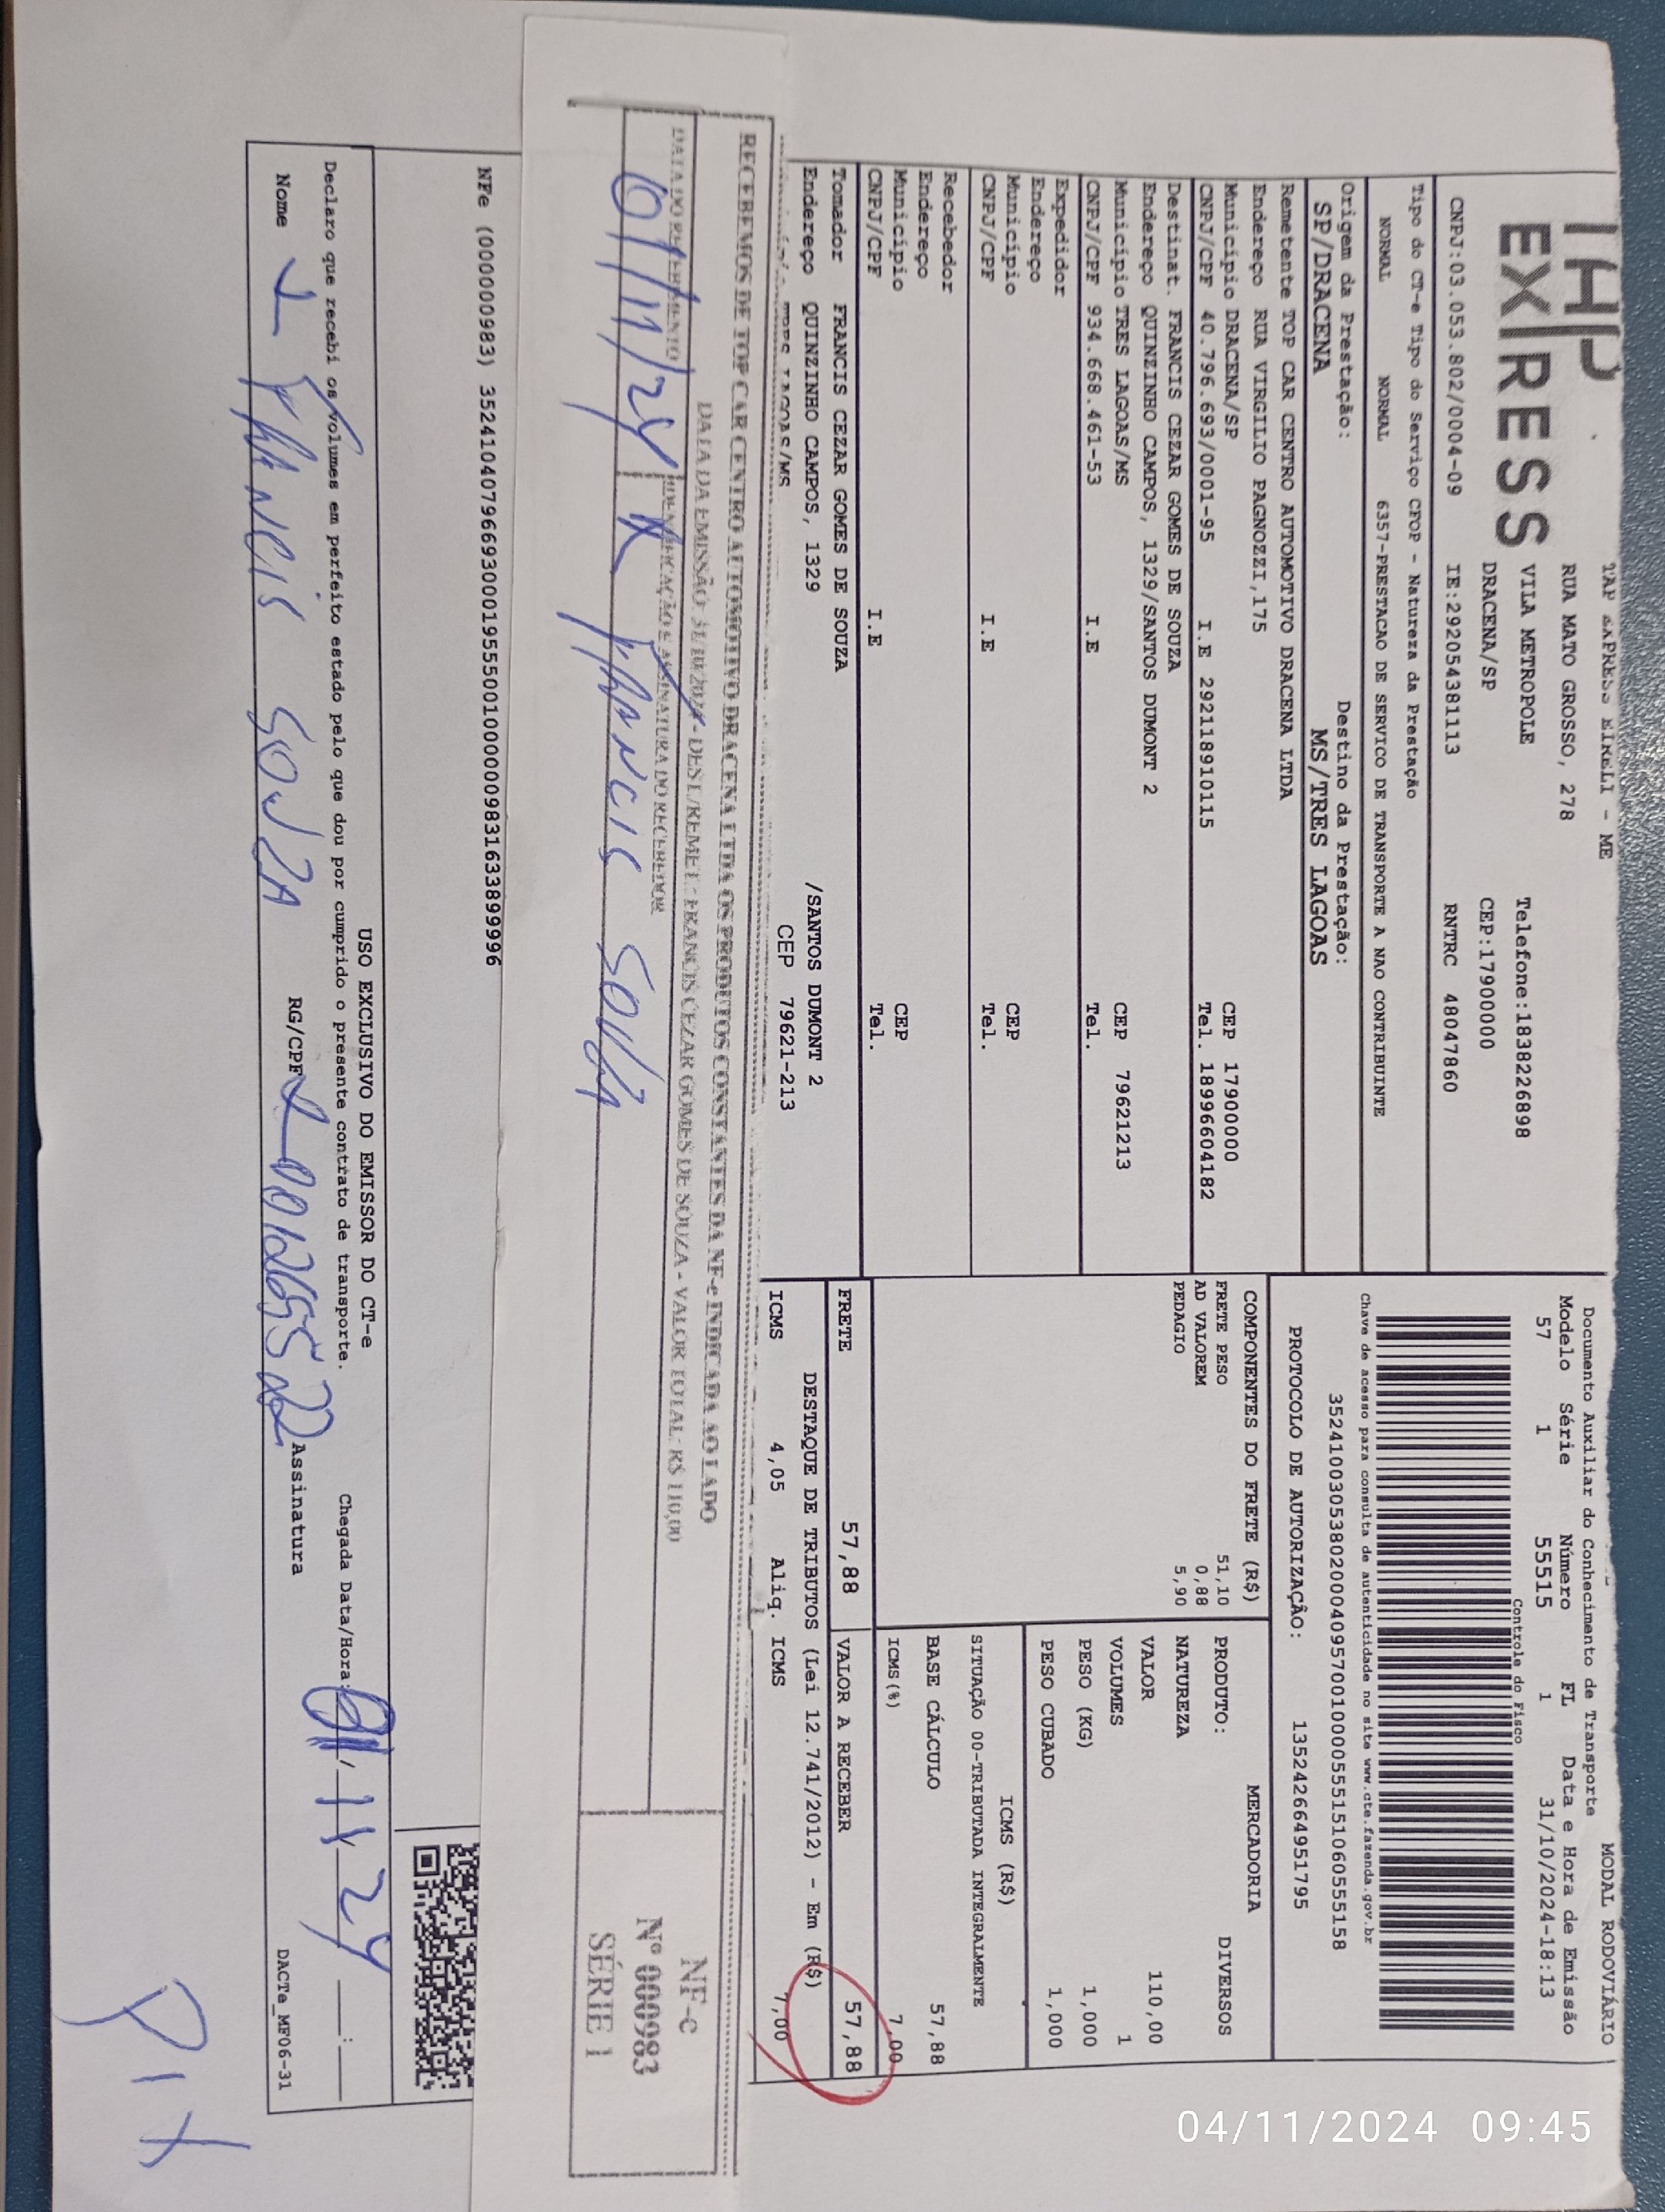 TAP EXPRESS EIRELI - ME
EXPRESS
RUA MATO GROSSO, 278
VILA METROPOLE
Telefone:1838226898
DRACENA/SP
CEP:17900000
CNPJ:03.053.802/0004-09 IE:292054381113 RNTRC 48047860
Tipo do CT-e Tipo do Serviço CFOP - Natureza da Prestação
NORMAL NORMAL 6357-PRESTACAO DE SERVICO DE TRANSPORTE A NAO CONTRIBUINTE
Origem da Prestação: Destino da Prestação:
SP/DRACENA MS/TRES LAGOAS
Remetente TOP CAR CENTRO AUTOMOTIVO DRACENA LTDA
Endereço RUA VIRGILIO PAGNOZZI,175
Município DRACENA/SP CEP 17900000
CNPJ/CPF 40.796.693/0001-95 I.E 292118910115 Tel. 18996604182
Destinat. FRANCIS CEZAR GOMES DE SOUZA
Endereço QUINZINHO CAMPOS, 1329/SANTOS DUMONT 2
Município TRES LAGOAS/MS CEP 79621213
CNPJ/CPF 934.668.461-53 I.E Tel.
Expedidor
Endereço
Município CEP
CNPJ/CPF I.E Tel.
Recebedor
Endereço
Município CEP
CNPJ/CPF I.E Tel.
Tomador FRANCIS CEZAR GOMES DE SOUZA
Endereço QUINZINHO CAMPOS, 1329 /SANTOS DUMONT 2
TRES LAGOAS/MS CEP 79621-213
MODAL RODOVIÁRIO
Documento Auxiliar do Conhecimento de Transporte
Modelo Série Número FL Data e Hora de Emissão
57 1 55515 1 31/10/2024-18:13
Controle do Fisco
Chave de acesso para consulta de autenticidade no site www.cte.fazenda.gov.br
35241003053802000409570010000555151060555158
PROTOCOLO DE AUTORIZAÇÃO: 135242664951795
COMPONENTES DO FRETE (R$)
FRETE PESO 51,10
AD VALOREM 0,88
PEDAGIO 5,90
MERCADORIA
PRODUTO: DIVERSOS
NATUREZA
VALOR 110,00
VOLUMES 1
PESO (KG) 1,000
PESO CUBADO 1,000
ICMS (R$)
SITUAÇÃO 00-TRIBUTADA INTEGRALMENTE
BASE CÁLCULO 57,88
ICMS(%) 7,00
FRETE 57,88 VALOR A RECEBER 57,88
DESTAQUE DE TRIBUTOS (Lei 12.741/2012) - Em (R$)
ICMS 4,05 Aliq. ICMS 7,00
RECEBEMOS DE TOP CAR CENTRO AUTOMOTIVO DRACENA LTDA OS PRODUTOS CONSTANTES DA NF-e INDICADA AO LADO
DATA DA EMISSÃO: 31/10/2024 - DEST./REMET.: FRANCIS CEZAR GOMES DE SOUZA - VALOR TOTAL: R$ 110,00
DATA DO RECEBIMENTO IDENTIFICAÇÃO E ASSINATURA DO RECEBEDOR
01/11/24 FRANCIS SOUZA
NF-e
Nº 000983
SÉRIE 1
NFe (000000983) 35241040796693000195550010000009831633899996
USO EXCLUSIVO DO EMISSOR DO CT-e
Declaro que recebi os volumes em perfeito estado pelo que dou por cumprido o presente contrato de transporte. Chegada Data/Hora: 01/11/24 :
Nome FRANCIS SOUZA RG/CPF Assinatura
DACTe_MF06-31
PIX
04/11/2024 09:45